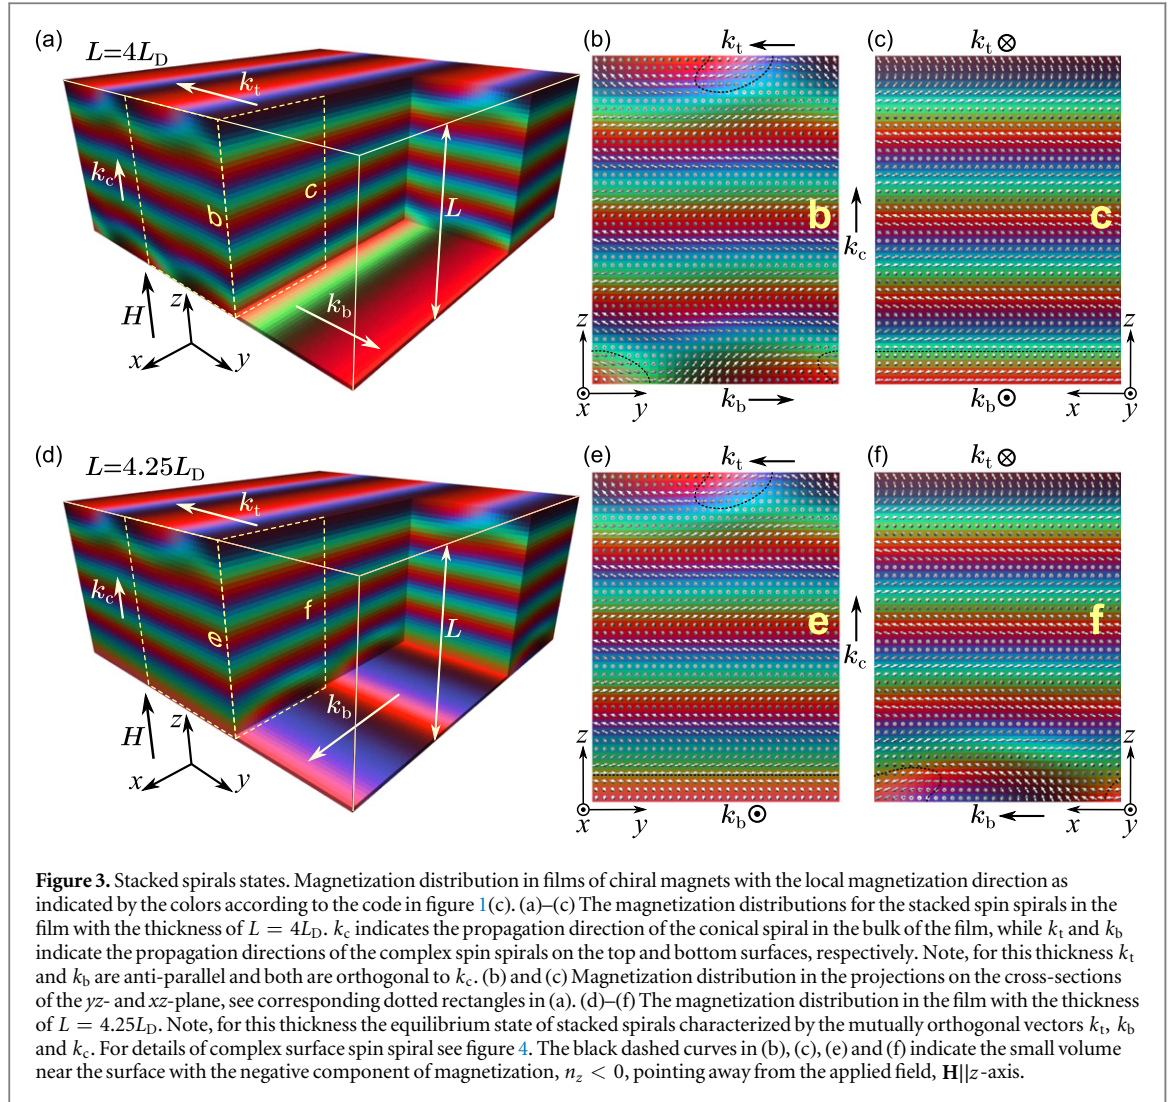 (a)
L=4L_D
k_t
k_c
b
c
L
k_b
H
z
x
y
(b)
k_t
b
k_c
z
x
y
k_b
(c)
k_t
c
z
x
y
k_b
(d)
L=4.25L_D
k_t
k_c
e
f
L
k_b
H
z
x
y
(e)
k_t
e
k_c
z
x
y
k_b
(f)
k_t
f
z
x
y
k_b
Figure 3. Stacked spirals states. Magnetization distribution in films of chiral magnets with the local magnetization direction as
indicated by the colors according to the code in figure 1(c). (a)–(c) The magnetization distributions for the stacked spin spirals in the
film with the thickness of L = 4L_D. k_c indicates the propagation direction of the conical spiral in the bulk of the film, while k_t and k_b
indicate the propagation directions of the complex spin spirals on the top and bottom surfaces, respectively. Note, for this thickness k_t
and k_b are anti-parallel and both are orthogonal to k_c. (b) and (c) Magnetization distribution in the projections on the cross-sections
of the yz- and xz-plane, see corresponding dotted rectangles in (a). (d)–(f) The magnetization distribution in the film with the thickness
of L = 4.25L_D. Note, for this thickness the equilibrium state of stacked spirals characterized by the mutually orthogonal vectors k_t, k_b
and k_c. For details of complex surface spin spiral see figure 4. The black dashed curves in (b), (c), (e) and (f) indicate the small volume
near the surface with the negative component of magnetization, n_z < 0, pointing away from the applied field, H||z-axis.